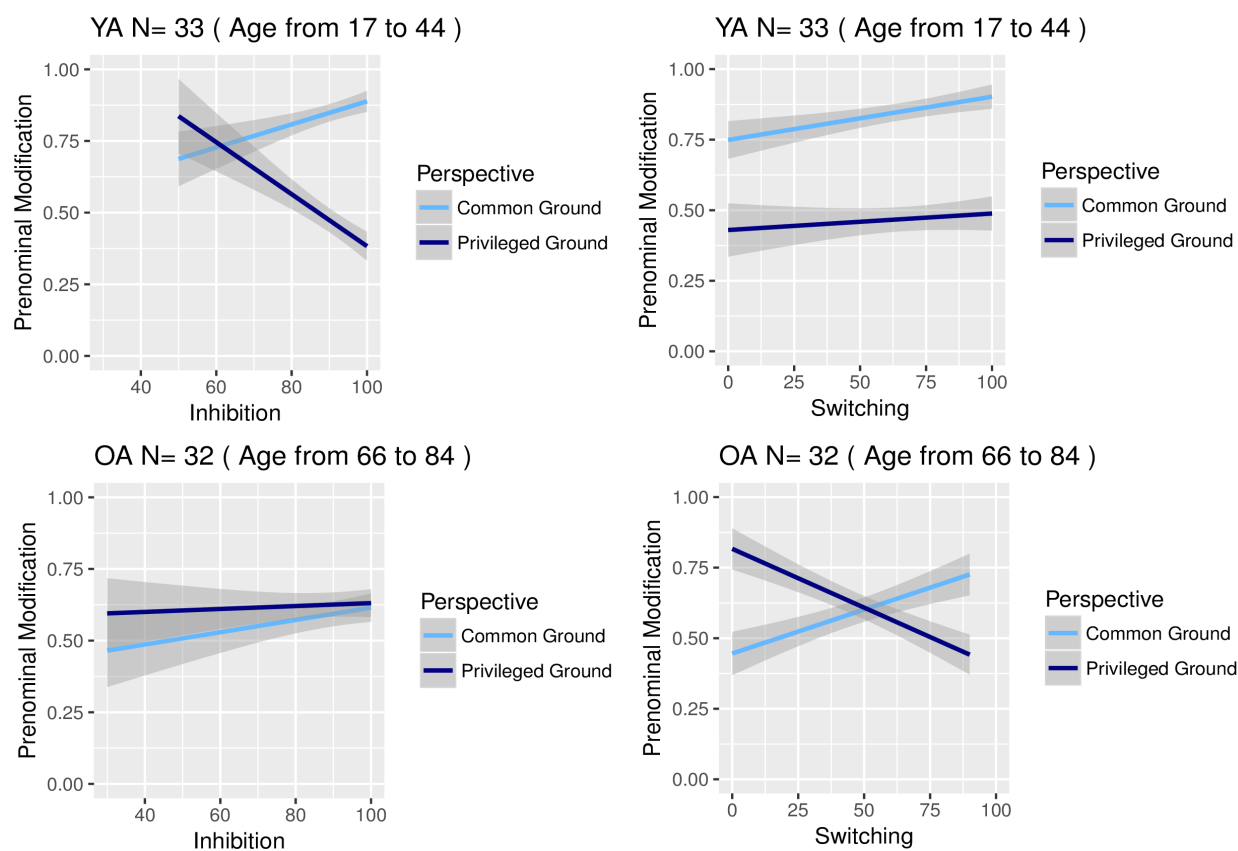 YA N= 33 ( Age from 17 to 44 )
1.00
0.75
0.50
0.25
0.00
Prenominal Modification
40 60 80 100
Inhibition
Perspective
Common Ground
Privileged Ground
YA N= 33 ( Age from 17 to 44 )
1.00
0.75
0.50
0.25
0.00
Prenominal Modification
0 25 50 75 100
Switching
Perspective
Common Ground
Privileged Ground
OA N= 32 ( Age from 66 to 84 )
1.00
0.75
0.50
0.25
0.00
Prenominal Modification
40 60 80 100
Inhibition
Perspective
Common Ground
Privileged Ground
OA N= 32 ( Age from 66 to 84 )
1.00
0.75
0.50
0.25
0.00
Prenominal Modification
0 25 50 75 100
Switching
Perspective
Common Ground
Privileged Ground